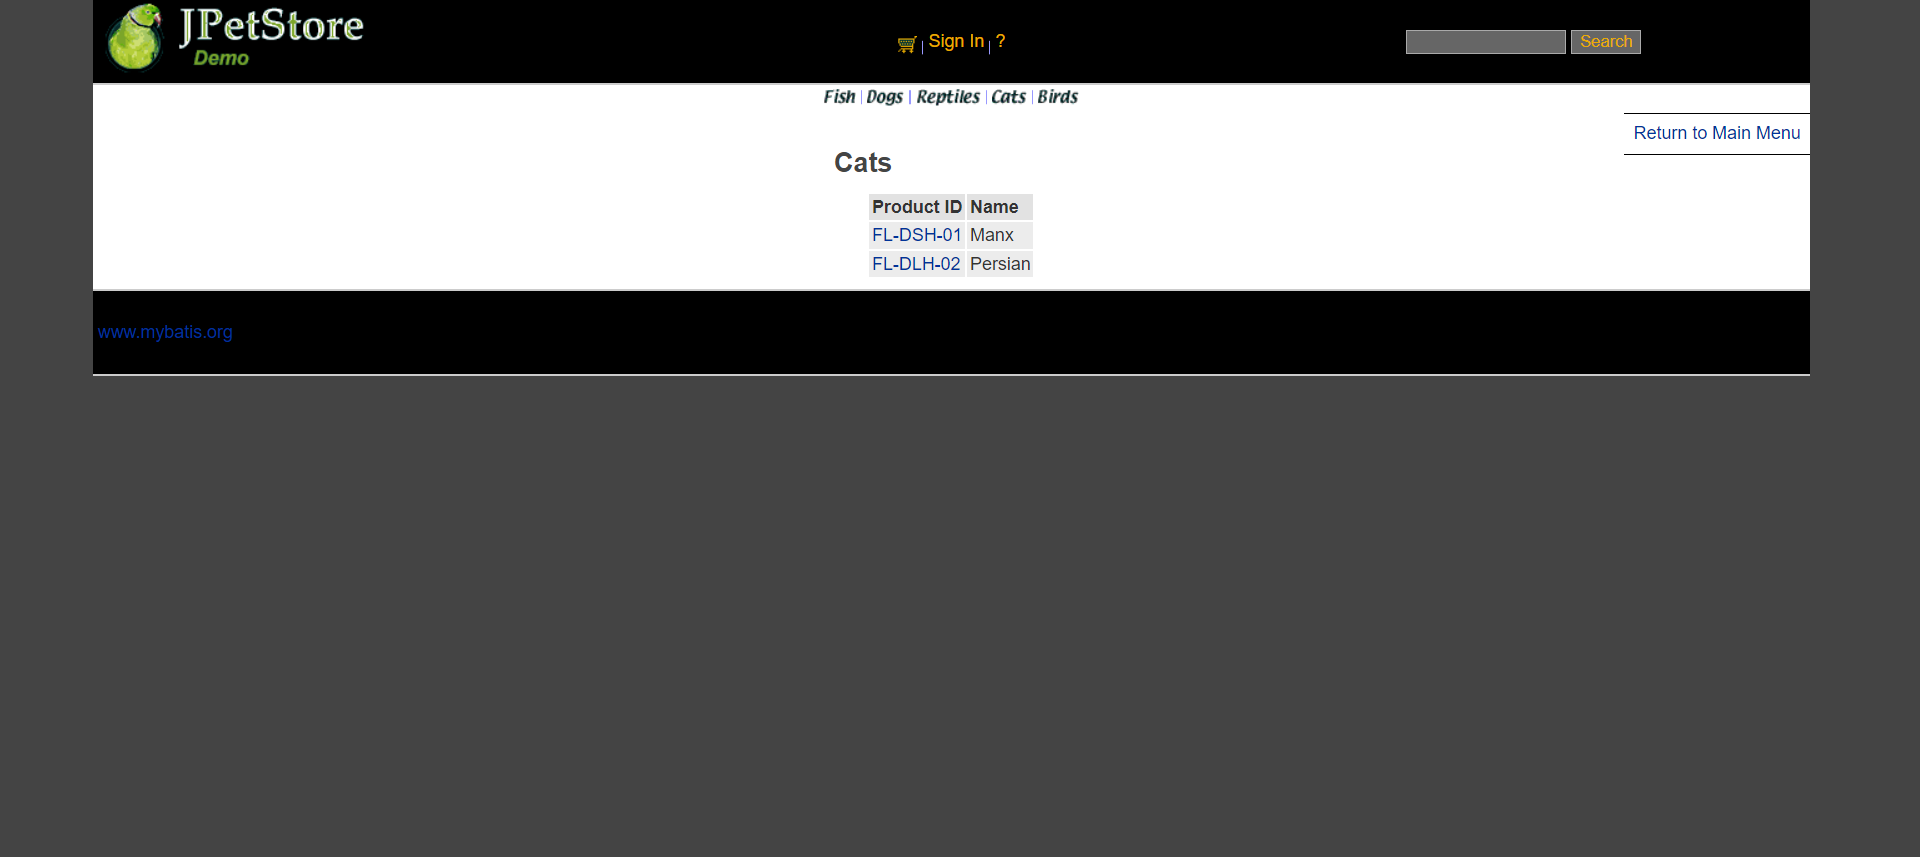 JPetStore
Demo
Sign In ?
Search
Fish Dogs Reptiles Cats Birds
Return to Main Menu
Cats
Product ID Name
FL-DSH-01 Manx
FL-DLH-02 Persian
www.mybatis.org